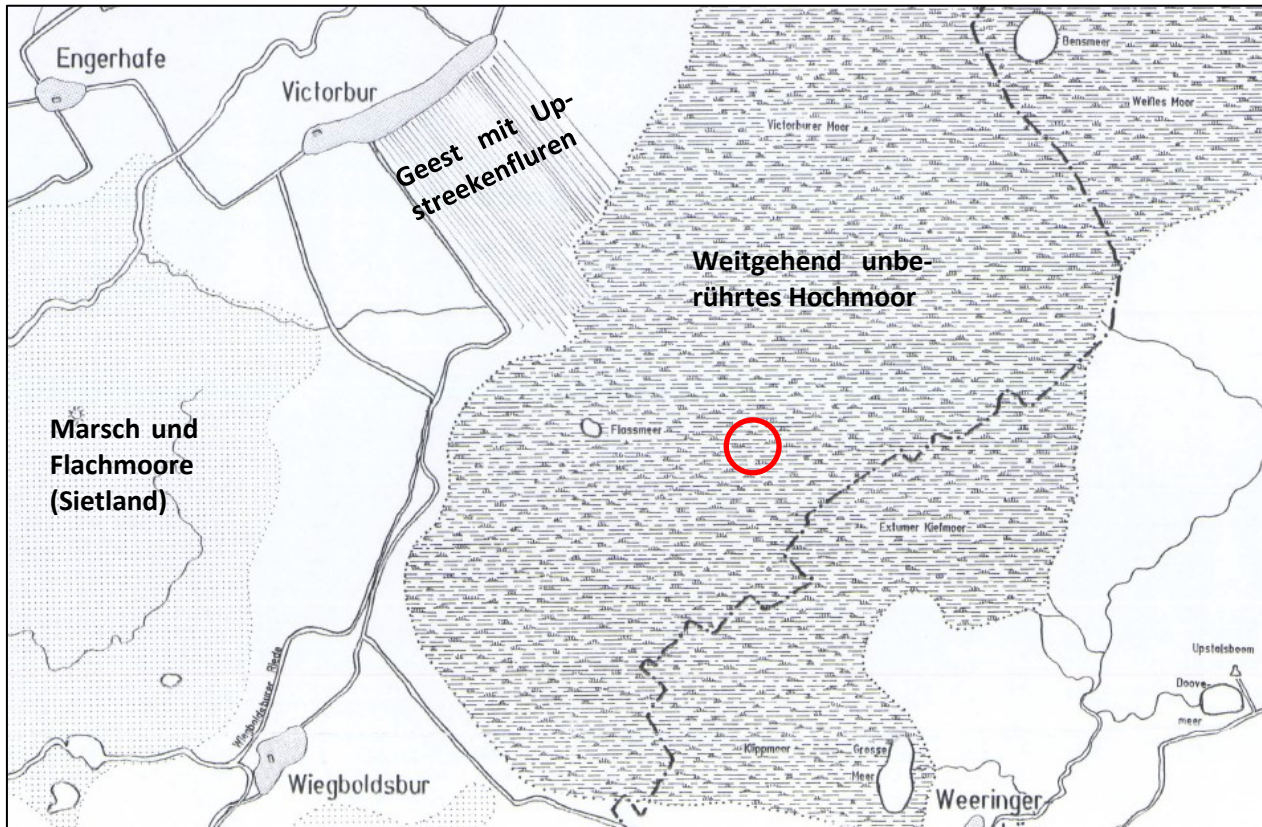 Engerhafe
Victorbur
Geest mit Up-
streekenfluren
Bensmeer
Weißes Moor
Victorburer Moor
Weitgehend unbe-
rührtes Hochmoor
Marsch und
Flachmoore
(Sietland)
Flossmeer
Extumer Kiefmoor
Upstelsboom
Doove-
meer
Wiegboldsburer Riede
Wiegboldsbur
Klippmeer
Grosse
Meer
Weeringer-